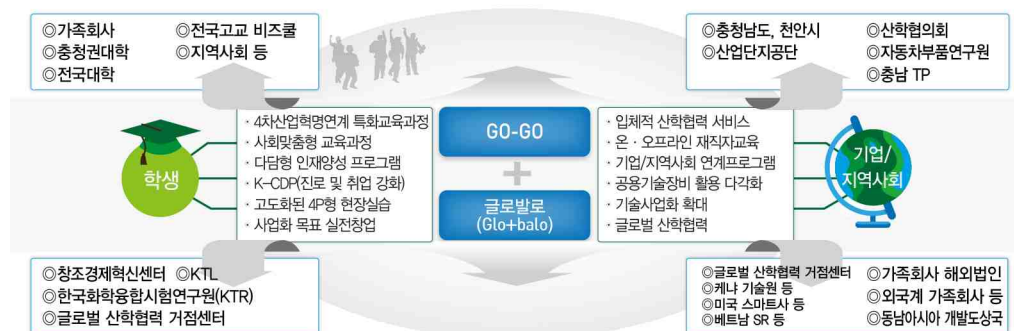 ◎가족회사 ◎전국고교 비즈쿨
◎충청권대학 ◎지역사회 등
◎전국대학
◎충청남도, 천안시 ◎산학협의회
◎산업단지공단 ◎자동차부품연구원
◎충남 TP
학생
· 4차산업혁명연계 특화교육과정
· 사회맞춤형 교육과정
· 다담형 인재양성 프로그램
· K-CDP(진로 및 취업 강화)
· 고도화된 4P형 현장실습
· 사업화 목표 실전창업
GO-GO
+
글로발로
(Glo+balo)
· 입체적 산학협력 서비스
· 온 · 오프라인 재직자교육
· 기업/지역사회 연계프로그램
· 공용기술장비 활용 다각화
· 기술사업화 확대
· 글로벌 산학협력
기업/
지역사회
◎창조경제혁신센터 ◎KTL
◎한국화학융합시험연구원(KTR)
◎글로벌 산학협력 거점센터
◎글로벌 산학협력 거점센터
◎케냐 기술원 등
◎미국 스마트사 등
◎베트남 SR 등
◎가족회사 해외법인
◎외국계 가족회사 등
◎동남아시아 개발도상국